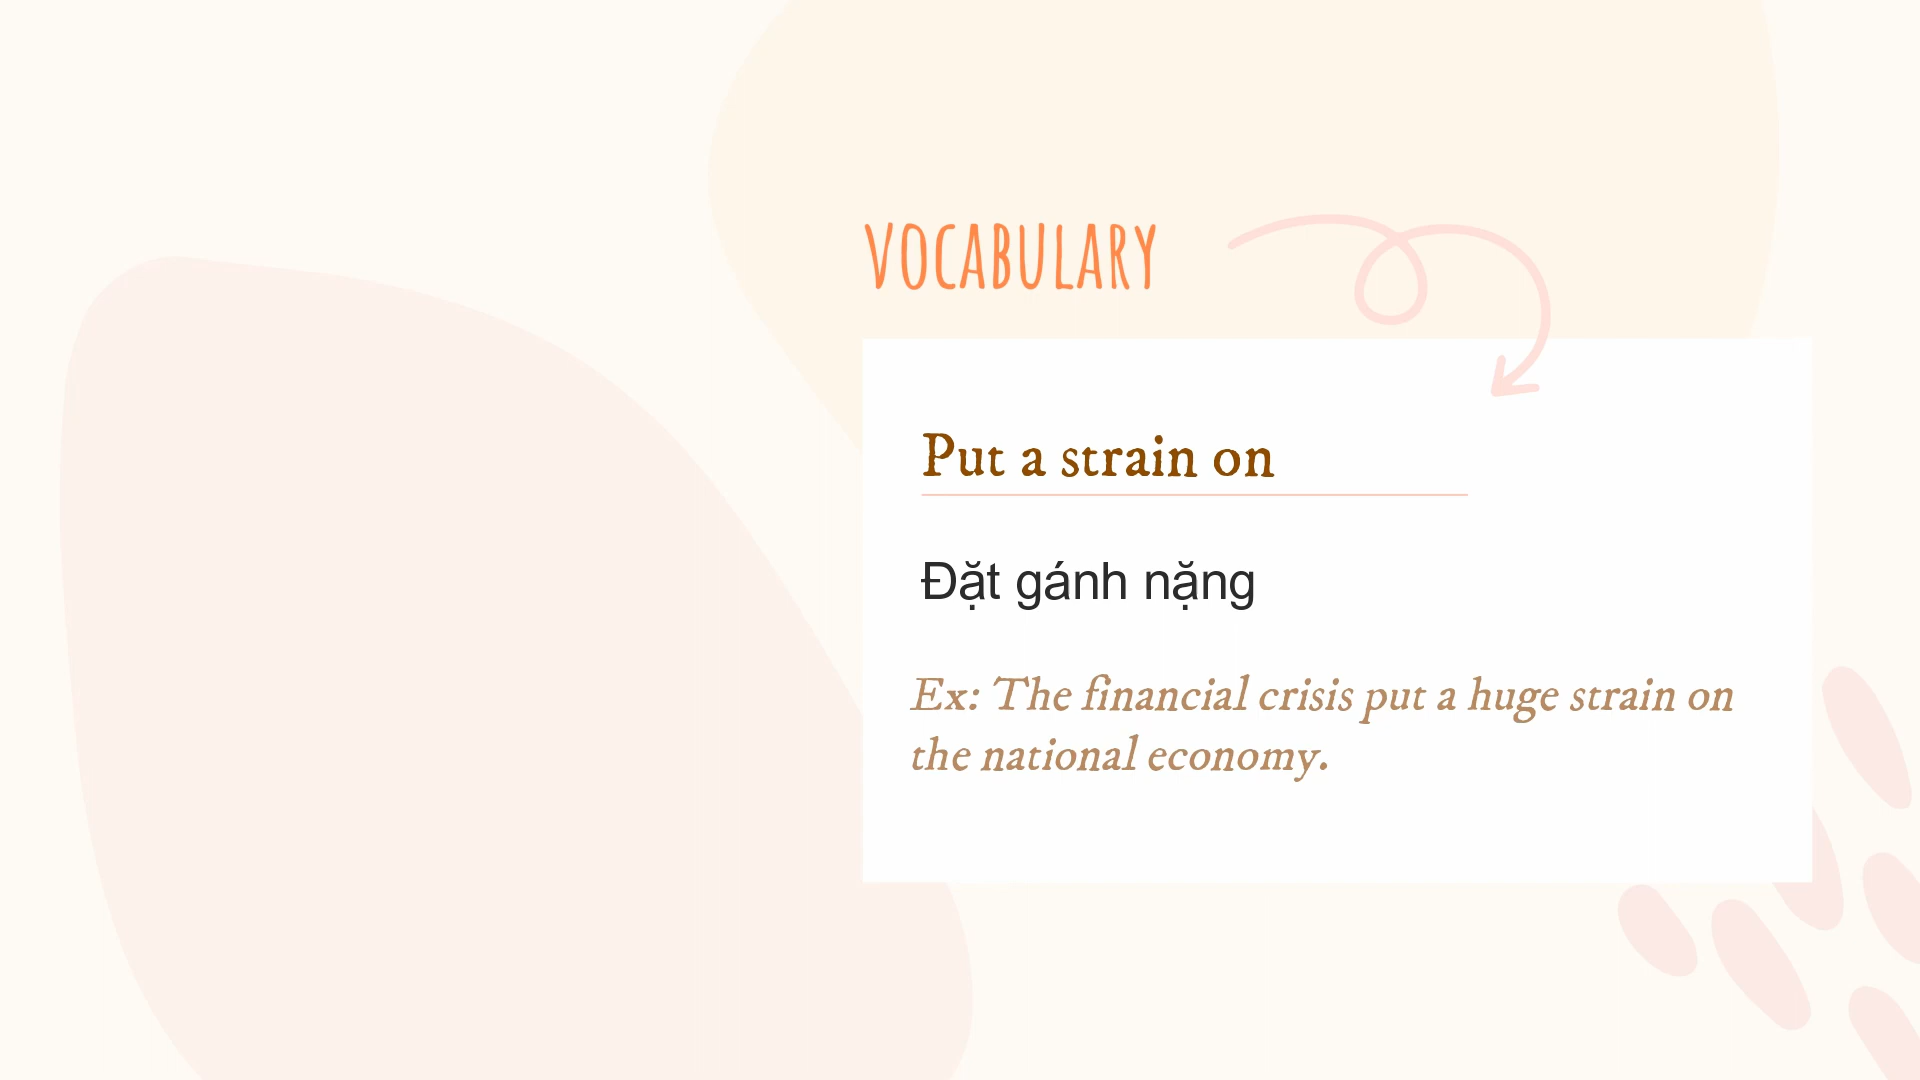 VOCABULARY
Put a strain on
Đặt gánh nặng
Ex: The financial crisis put a huge strain on
the national economy.